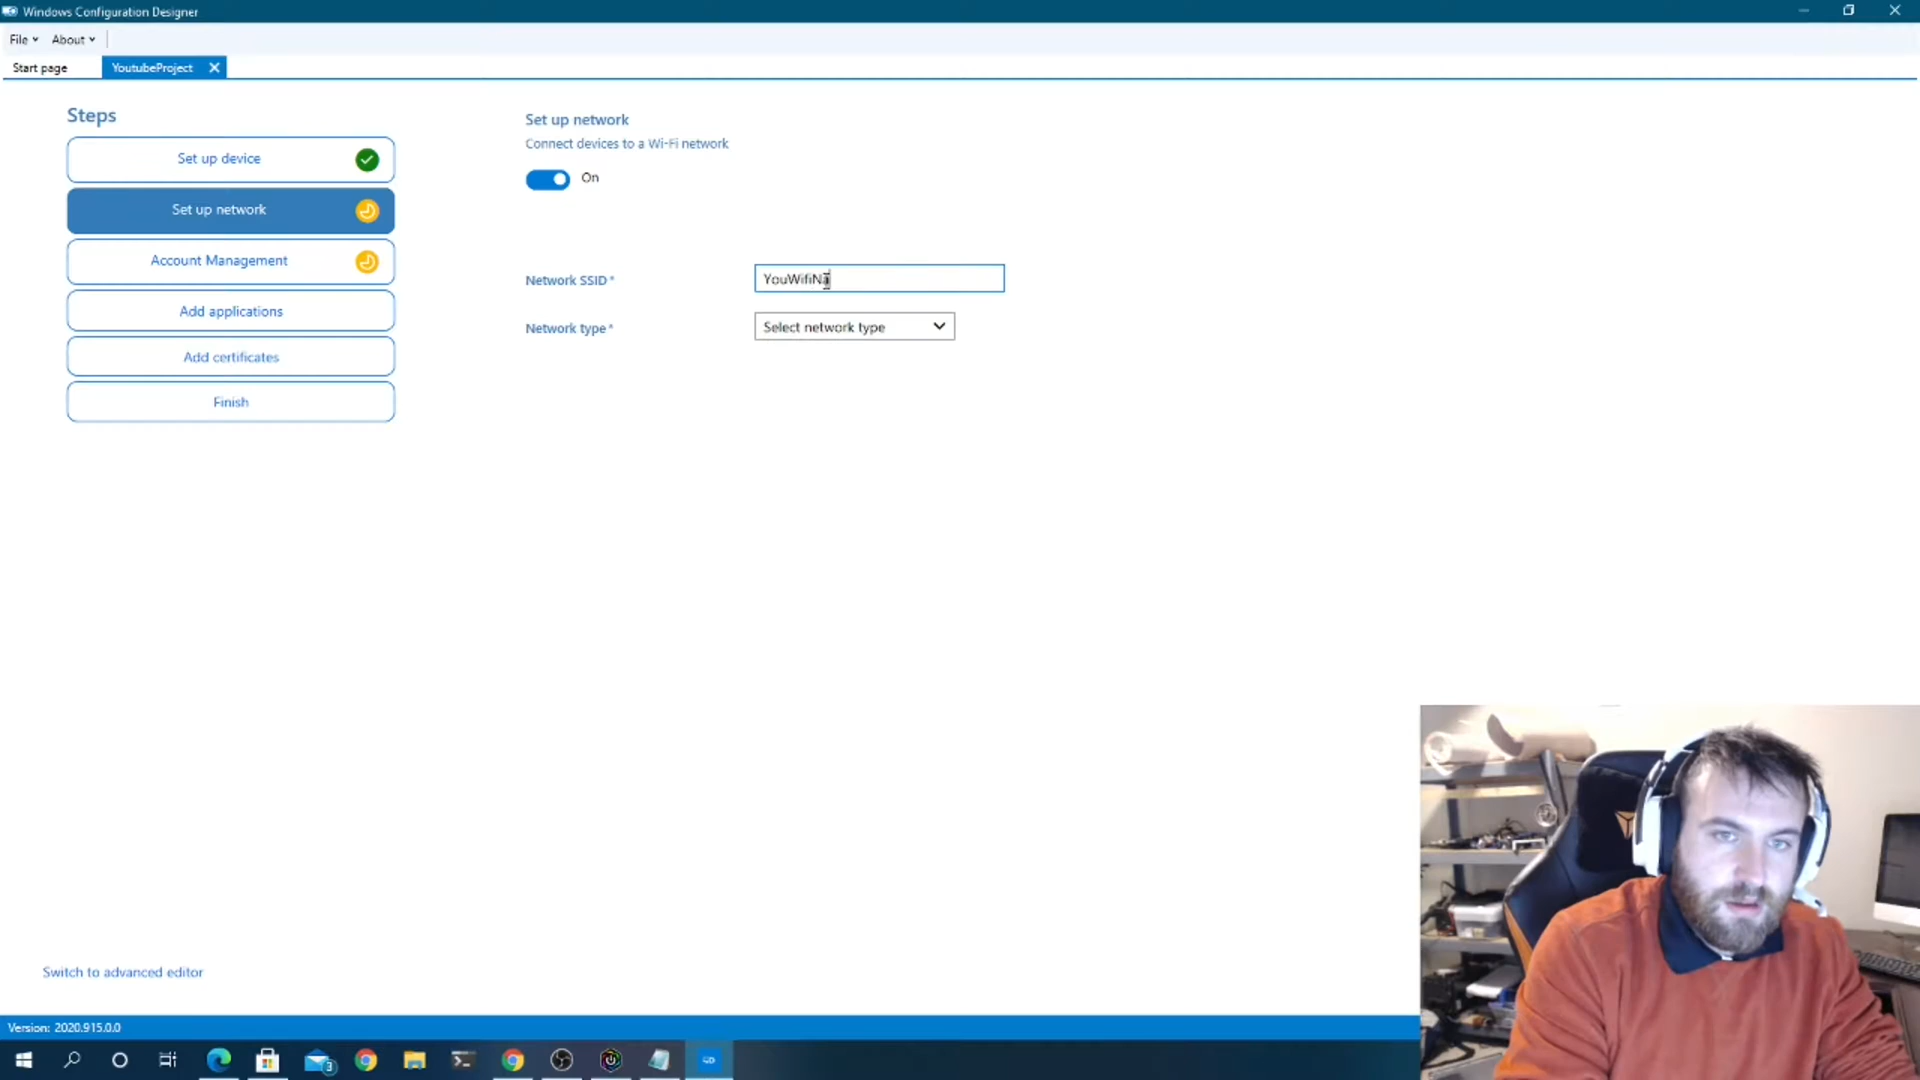 Windows Configuration Designer
File About
Start page YoutubeProject
Steps
Set up device
Set up network
Account Management
Add applications
Add certificates
Finish
Set up network
Connect devices to a Wi-Fi network
On
Network SSID*
YouWifiNa
Network type*
Select network type
Switch to advanced editor
Version: 2020.915.0.0
3